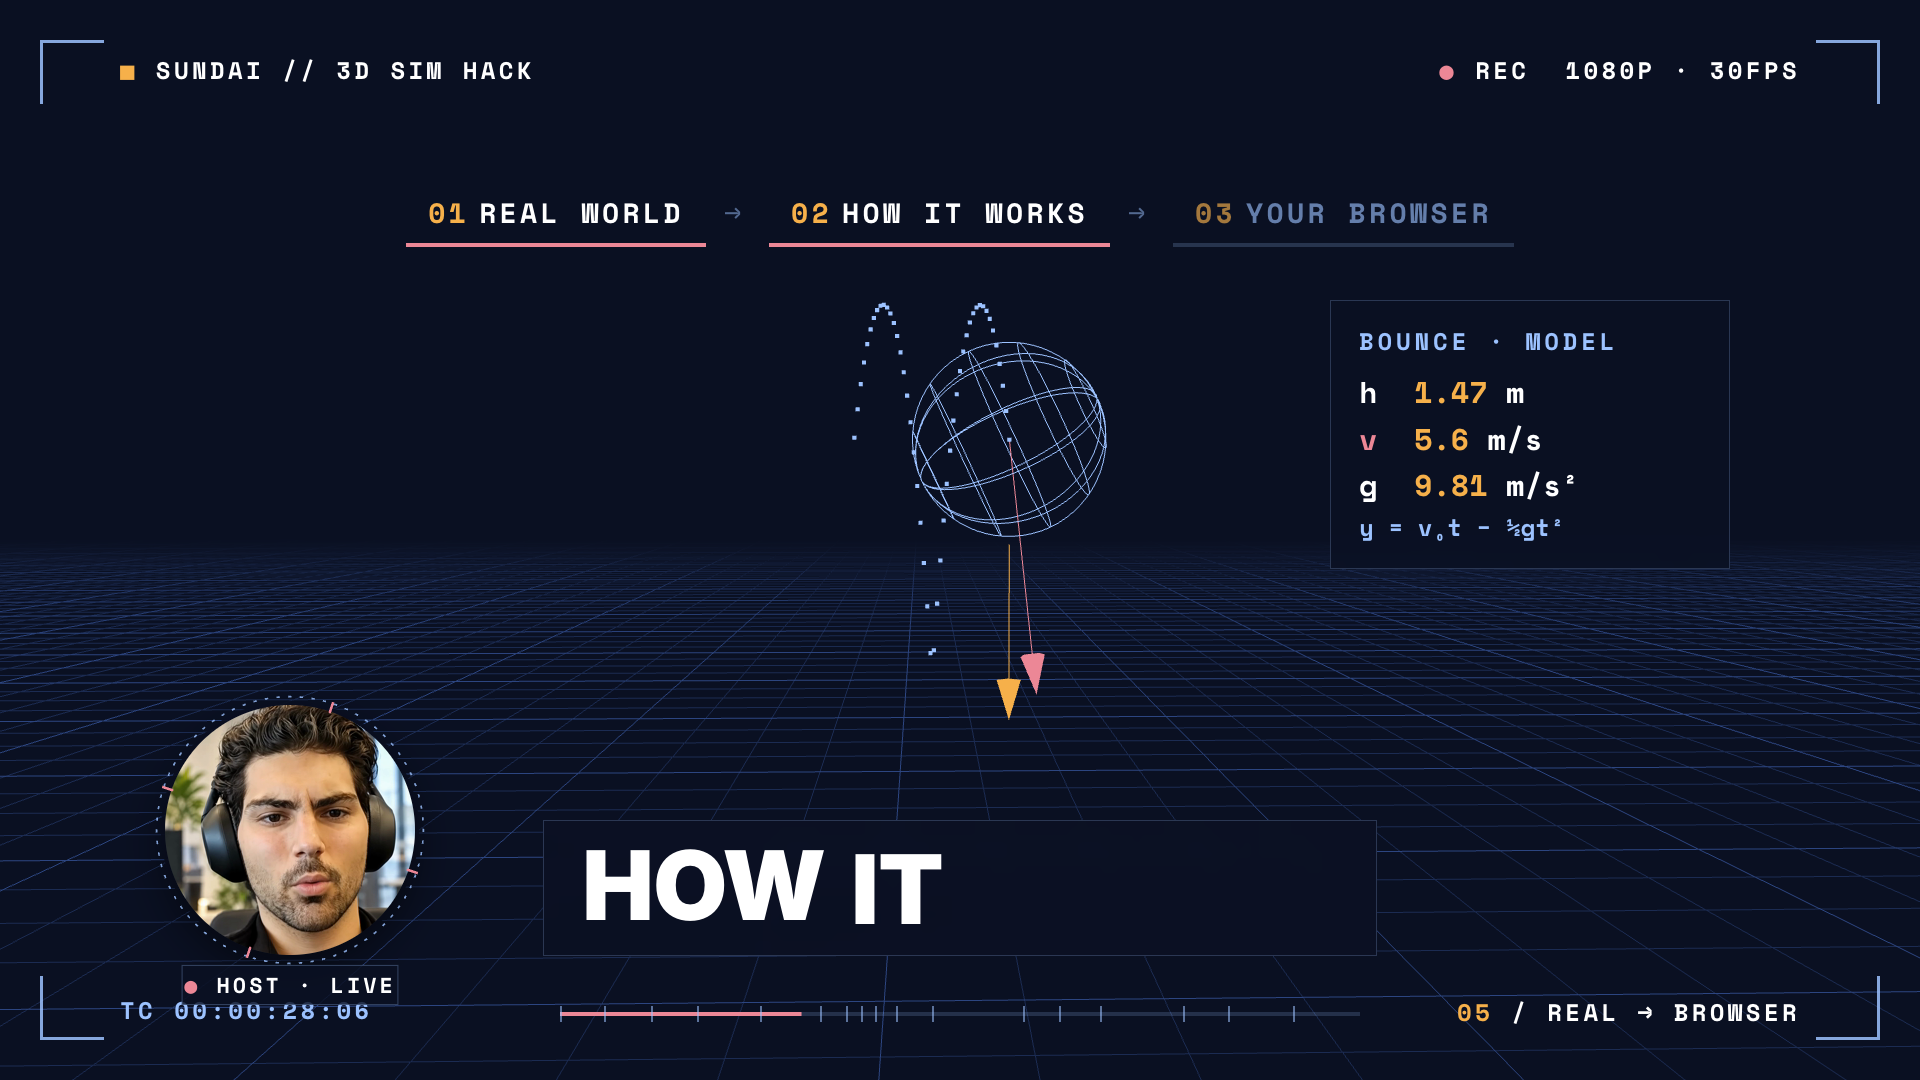 SUNDAI // 3D SIM HACK
REC 1080P · 30FPS
01 REAL WORLD → 02 HOW IT WORKS → 03 YOUR BROWSER
BOUNCE · MODEL
h 1.47 m
v 5.6 m/s
g 9.81 m/s²
y = v₀t − ½gt²
HOW IT
HOST · LIVE
TC 00:00:28:06
05 / REAL → BROWSER